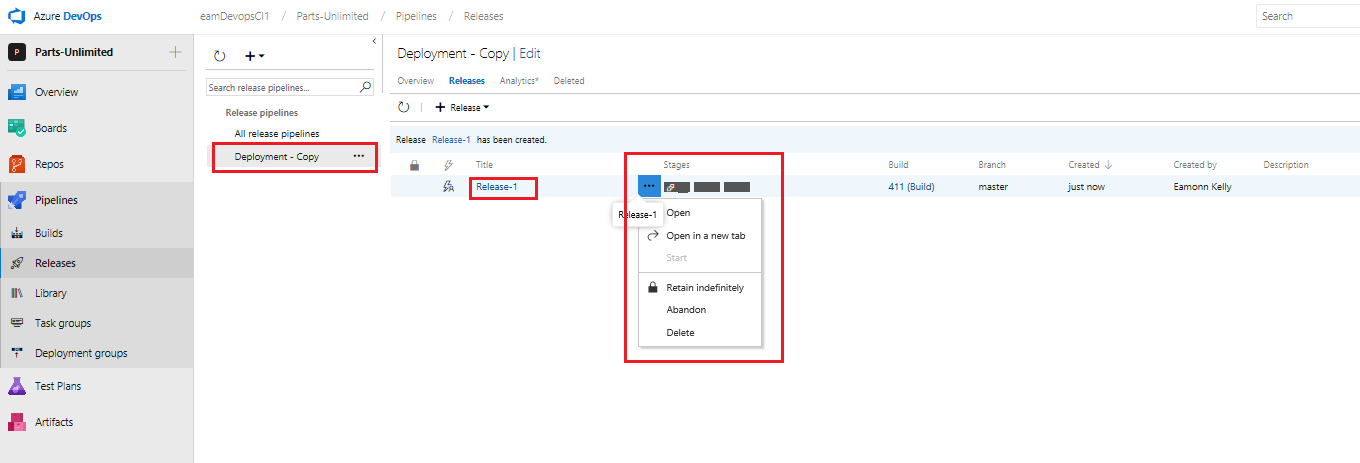 Azure DevOps
eamDevopsCI1 / Parts-Unlimited / Pipelines / Releases
Search
P Parts-Unlimited
Overview
Boards
Repos
Pipelines
Builds
Releases
Library
Task groups
Deployment groups
Test Plans
Artifacts
Search release pipelines...
Release pipelines
All release pipelines
Deployment - Copy ...
Deployment - Copy | Edit
Overview Releases Analytics* Deleted
+ Release
Release Release-1 has been created.
Title Stages Build Branch Created ↓ Created by Description
Release-1 ... 411 (Build) master just now Eamonn Kelly
Release-1
Open
Open in a new tab
Start
Retain indefinitely
Abandon
Delete